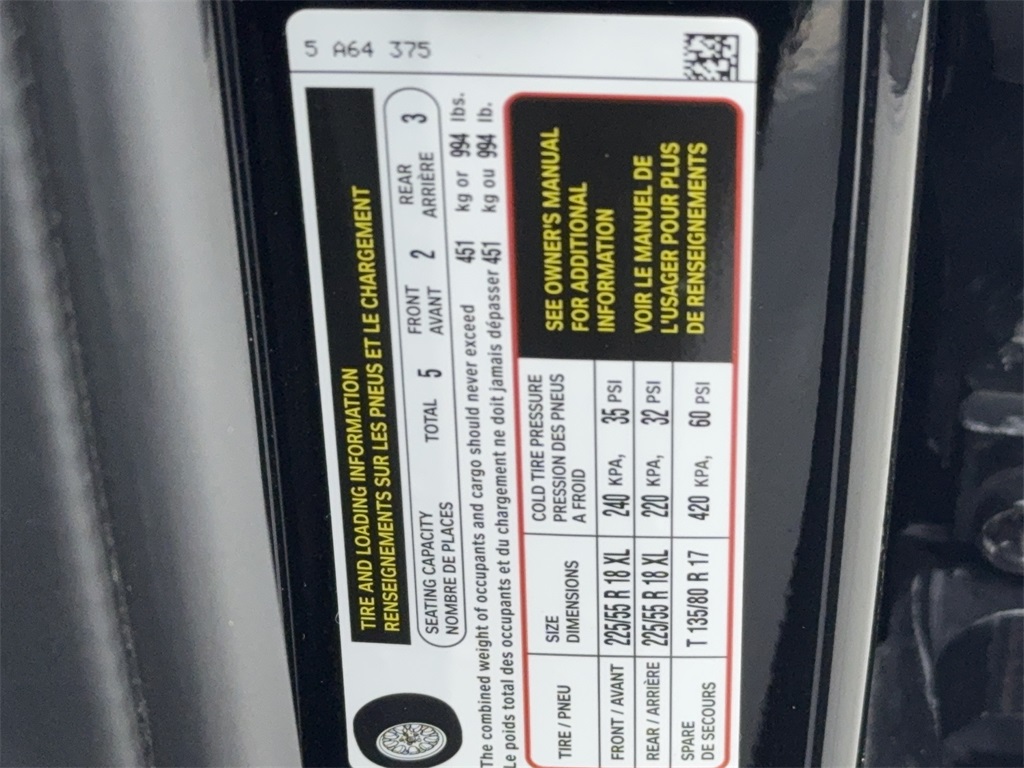 5 A64 375
TIRE AND LOADING INFORMATION
RENSEIGNEMENTS SUR LES PNEUS ET LE CHARGEMENT
SEATING CAPACITY
NOMBRE DE PLACES
TOTAL 5
FRONT
AVANT 2
REAR
ARRIÈRE 3
The combined weight of occupants and cargo should never exceed 451 kg or 994 lbs.
Le poids total des occupants et du chargement ne doit jamais dépasser 451 kg ou 994 lb.
TIRE / PNEU
SIZE
DIMENSIONS
COLD TIRE PRESSURE
PRESSION DES PNEUS
A FROID
FRONT / AVANT 225/55 R 18 XL 240 KPA, 35 PSI
REAR / ARRIÈRE 225/55 R 18 XL 220 KPA, 32 PSI
SPARE
DE SECOURS T 135/80 R 17 420 KPA, 60 PSI
SEE OWNER'S MANUAL
FOR ADDITIONAL
INFORMATION
VOIR LE MANUEL DE
L'USAGER POUR PLUS
DE RENSEIGNEMENTS